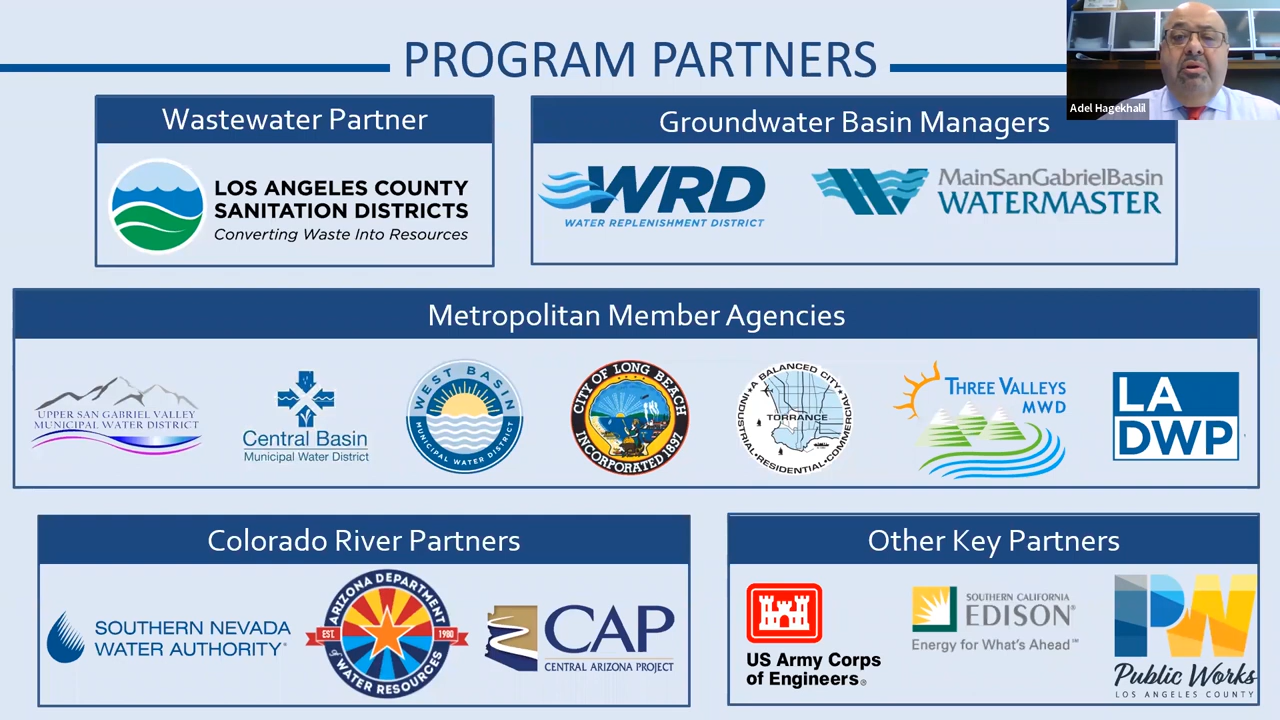 PROGRAM PARTNERS
Adel Hagekhalil
Wastewater Partner
LOS ANGELES COUNTY
SANITATION DISTRICTS
Converting Waste Into Resources
Groundwater Basin Managers
WRD
WATER REPLENISHMENT DISTRICT
MainSanGabrielBasin
WATERMASTER
Metropolitan Member Agencies
UPPER SAN GABRIEL VALLEY
MUNICIPAL WATER DISTRICT
Central Basin
Municipal Water District
WEST BASIN
MUNICIPAL WATER DISTRICT
CITY OF LONG BEACH
INCORPORATED 1897
A BALANCED CITY
TORRANCE
INDUSTRIAL•RESIDENTIAL•COMMERCIAL
THREE VALLEYS
MWD
LA
DWP
Colorado River Partners
SOUTHERN NEVADA
WATER AUTHORITY®
ARIZONA DEPARTMENT
EST. 1980
of WATER RESOURCES
CAP
CENTRAL ARIZONA PROJECT
Other Key Partners
US Army Corps
of Engineers®
SOUTHERN CALIFORNIA
EDISON®
Energy for What's Ahead℠
PW
Public Works
LOS ANGELES COUNTY